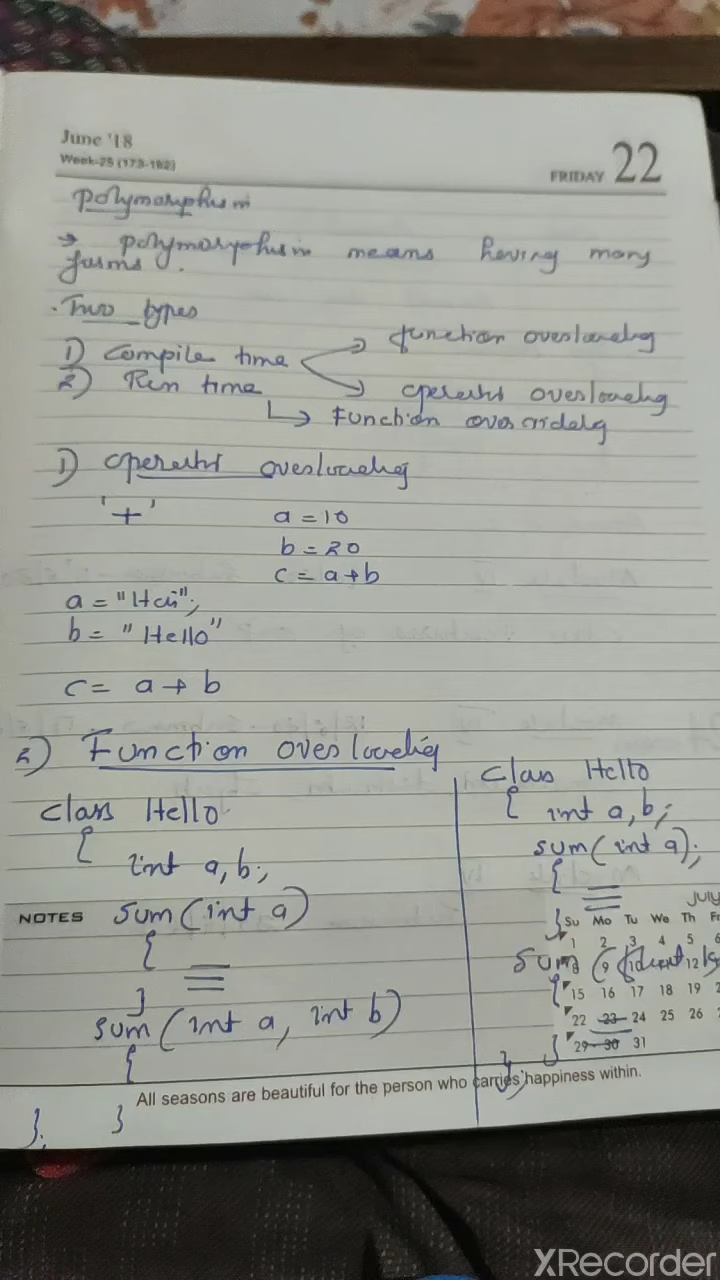 June '18
Week-25 (173-192)
FRIDAY 22
polymorphism
→ polymorphism means having many
forms.
Two types
1) Compile time → function overloading
2) Run time → operator overloading
↳ Function overriding
1) operator overloading
'+' a = 10
b = 20
c = a+b
a = "Hai";
b = "Hello"
c = a + b
2) Function overloading
class Hello
{
int a, b;
sum(int a)
{
}
sum(int a, int b)
{
}
};
class Hello
{ int a, b;
sum(int a);
{
}
sum(
{
}
}
NOTES
JULY
Su Mo Tu We Th Fr
1 2 3 4 5 6
9 12
15 16 17 18 19 2
22 23 24 25 26
29 30 31
All seasons are beautiful for the person who carries happiness within.
XRecorder